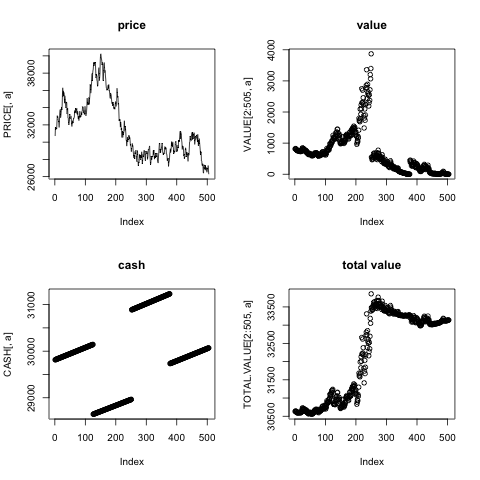 price
PRICE[, a]
26000 32000 38000
0 100 200 300 400 500
Index
value
VALUE[2:505, a]
0 1000 2000 3000 4000
0 100 200 300 400 500
Index
cash
CASH[, a]
29000 30000 31000
0 100 200 300 400 500
Index
total value
TOTAL.VALUE[2:505, a]
30500 31500 32500 33500
0 100 200 300 400 500
Index